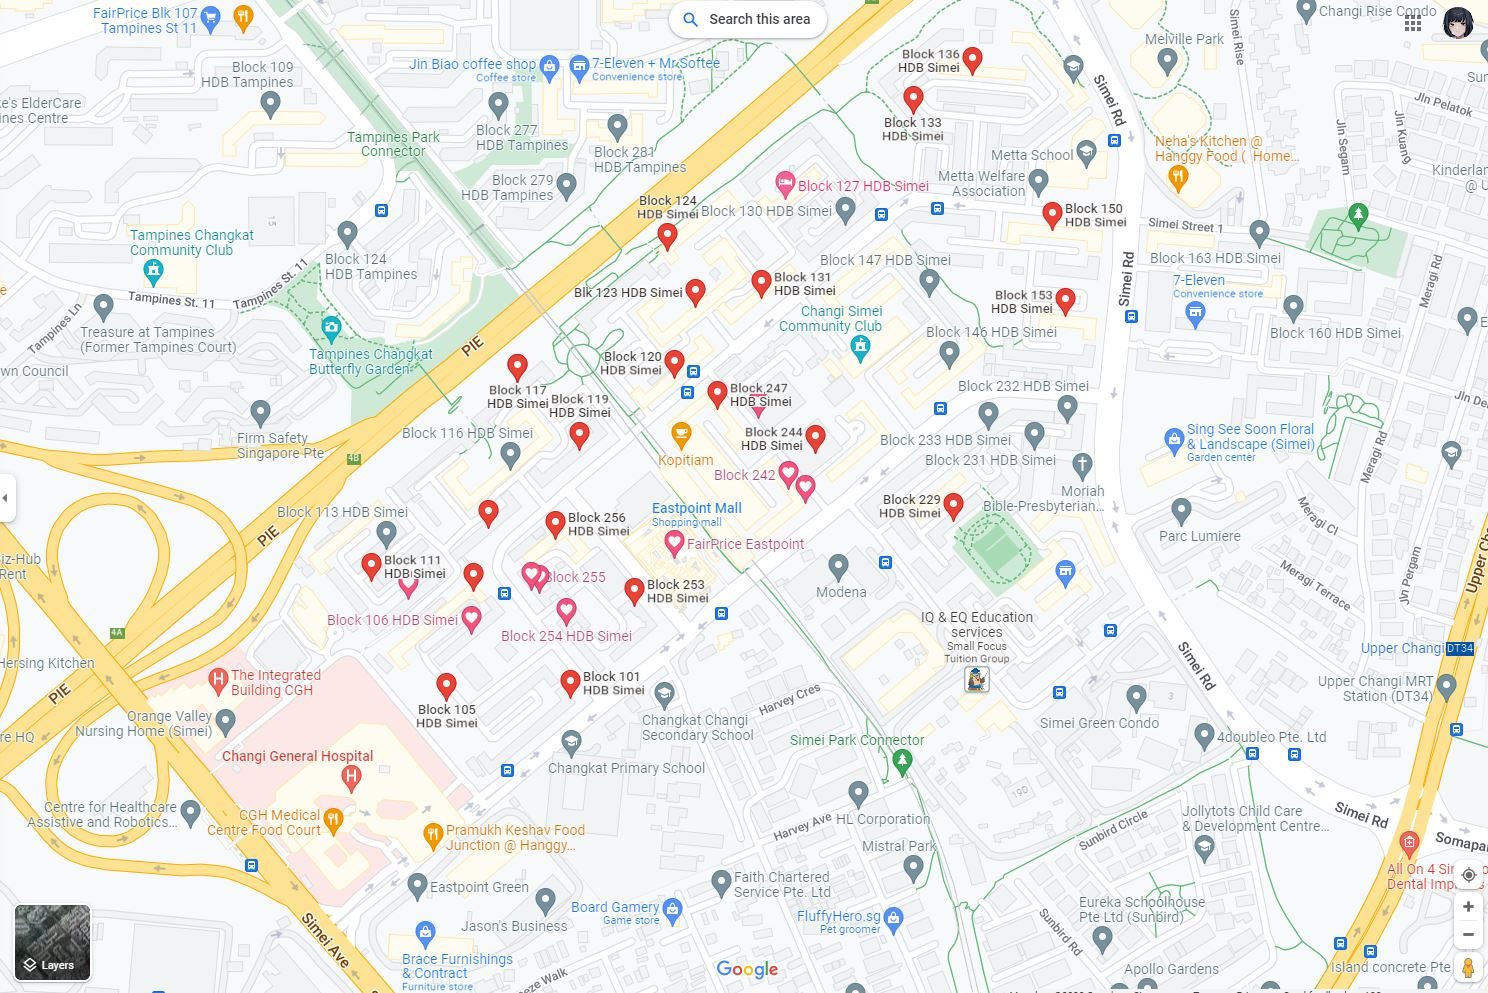 FairPrice Blk 107
Tampines St 11
Search this area
Changi Rise Condo
Melville Park
Simei Rise
Block 136
HDB Simei
Jin Biao coffee shop
Coffee store
7-Eleven + Mr.Softee
Convenience store
Block 109
HDB Tampines
Simei Rd
Jln Pelatok
Jln Segam
Jln Kuang
Block 133
HDB Simei
Block 277
HDB Tampines
Tampines Park
Connector
Block 281
HDB Tampines
Neha's Kitchen @
Hanggy Food ( Home...
Metta School
Metta Welfare
Association
Block 279
HDB Tampines
Block 127 HDB Simei
Block 124
HDB Simei
Block 130 HDB Simei
Block 150
HDB Simei
Simei Street 1
15
Tampines Changkat
Community Club
Block 124
HDB Tampines
Block 147 HDB Simei
Block 163 HDB Simei
Meragi Rd
Simei Rd
Tampines St. 11
Tampines St. 11
Blk 123 HDB Simei
Block 131
HDB Simei
Block 153
HDB Simei
7-Eleven
Convenience store
Tampines Ln
Treasure at Tampines
(Former Tampines Court)
Changi Simei
Community Club
Block 146 HDB Simei
Block 160 HDB Simei
PIE
Tampines Changkat
Butterfly Garden
Block 120
HDB Simei
Block 117
HDB Simei
Block 119
HDB Simei
Block 247
HDB Simei
Block 232 HDB Simei
Firm Safety
Singapore Pte
Block 116 HDB Simei
Kopitiam
Block 244
HDB Simei
Block 233 HDB Simei
Block 231 HDB Simei
Sing See Soon Floral
& Landscape (Simei)
Garden center
Meragi Rd
4B
Block 242
Moriah
Bible-Presbyterian...
Block 113 HDB Simei
Block 256
HDB Simei
Eastpoint Mall
Shopping mall
FairPrice Eastpoint
Block 229
HDB Simei
Parc Lumiere
Meragi Cl
PIE
Block 111
HDB Simei
Block 255
Block 253
HDB Simei
Modena
Meragi Terrace
Jln Pergam
Block 106 HDB Simei
Block 254 HDB Simei
IQ & EQ Education
services
Small Focus
Tuition Group
4A
Simei Rd
DT34
Upper Changi MRT
Station (DT34)
PIE
The Integrated
Building CGH
Block 101
HDB Simei
Block 105
HDB Simei
Orange Valley
Nursing Home (Simei)
Changkat Changi
Secondary School
Harvey Cres
Simei Green Condo
3
4doubleo Pte. Ltd
Changi General Hospital
Changkat Primary School
Simei Park Connector
Centre for Healthcare
Assistive and Robotics...
CGH Medical
Centre Food Court
Pramukh Keshav Food
Junction @ Hanggy...
Harvey Ave
HL Corporation
19D
Sunbird Circle
Jollytots Child Care
& Development Centre...
Simei Rd
Mistral Park
Eastpoint Green
Faith Chartered
Service Pte. Ltd
Board Gamery
Game store
Jason's Business
FluffyHero.sg
Pet groomer
Eureka Schoolhouse
Pte Ltd (Sunbird)
Sunbird Rd
Simei Ave
Brace Furnishings
& Contract
Furniture store
Apollo Gardens
Island concrete Pte
Layers
Google